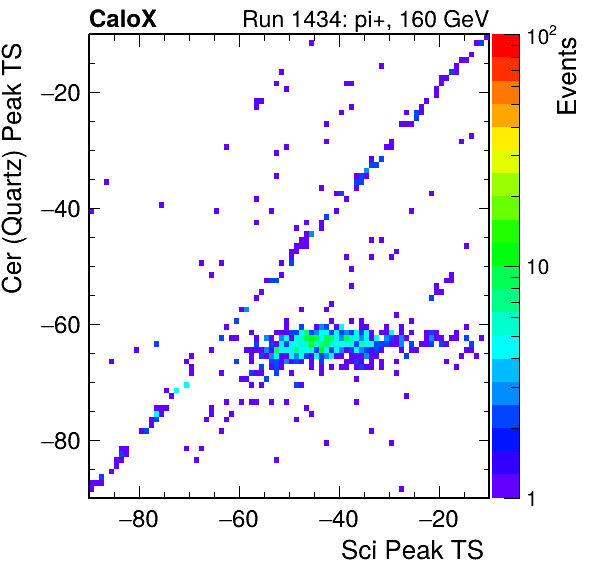 CaloX Run 1434: pi+, 160 GeV
Cer (Quartz) Peak TS
−20
−40
−60
−80
−80 −60 −40 −20
Sci Peak TS
10²
10
1
Events